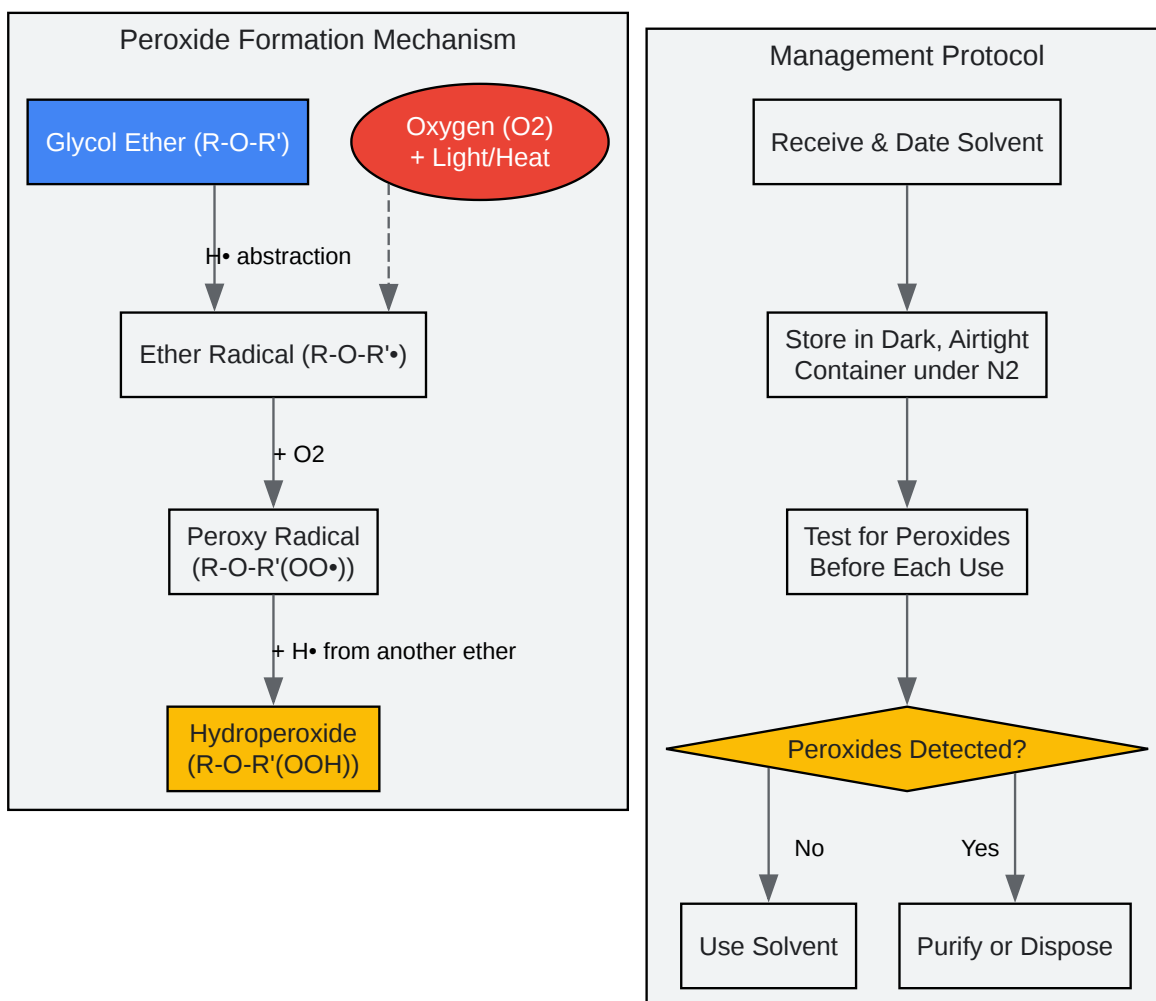 Peroxide Formation Mechanism
Glycol Ether (R-O-R')
Oxygen (O2)
+ Light/Heat
H• abstraction
Ether Radical (R-O-R'•)
+ O2
Peroxy Radical
(R-O-R'(OO•))
+ H• from another ether
Hydroperoxide
(R-O-R'(OOH))
Management Protocol
Receive & Date Solvent
Store in Dark, Airtight
Container under N2
Test for Peroxides
Before Each Use
Peroxides Detected?
No
Yes
Use Solvent
Purify or Dispose